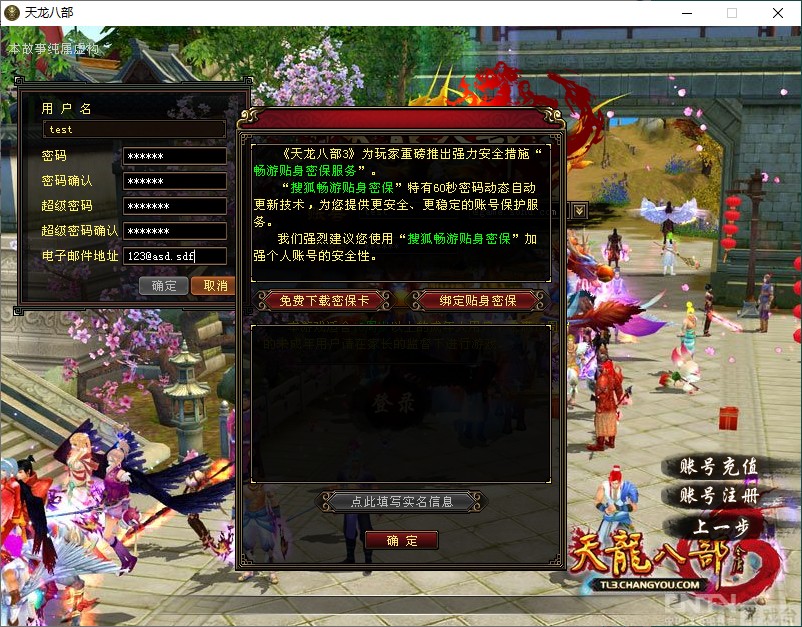 天龙八部
本故事纯属虚构
用 户 名
test
密码
******
密码确认
******
超级密码
*******
超级密码确认
*******
电子邮件地址
123@asd.sdf
确定
取消
《天龙八部3》为玩家重磅推出强力安全措施“
畅游贴身密保服务”。
“搜狐畅游贴身密保”特有60秒密码动态自动
更新技术，为您提供更安全、更稳定的账号保护服
务。
我们强烈建议您使用“搜狐畅游贴身密保”加
强个人账号的安全性。
免费下载密保卡
绑定贴身密保
登录
点此填写实名信息
确 定
账号充值
账号注册
上一步
天龍八部
TL3.CHANGYOU.COM